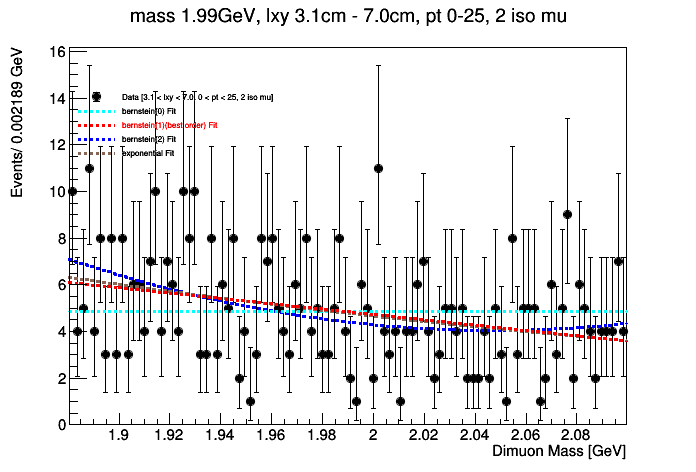 mass 1.99GeV, lxy 3.1cm - 7.0cm, pt 0-25, 2 iso mu
Events/ 0.002189 GeV
16
14
12
10
8
6
4
2
0
Data [3.1 < lxy < 7.0, 0 < pt < 25, 2 iso mu]
bernstein(0) Fit
bernstein(1)(best order) Fit
bernstein(2) Fit
exponential Fit
1.9 1.92 1.94 1.96 1.98 2 2.02 2.04 2.06 2.08
Dimuon Mass [GeV]